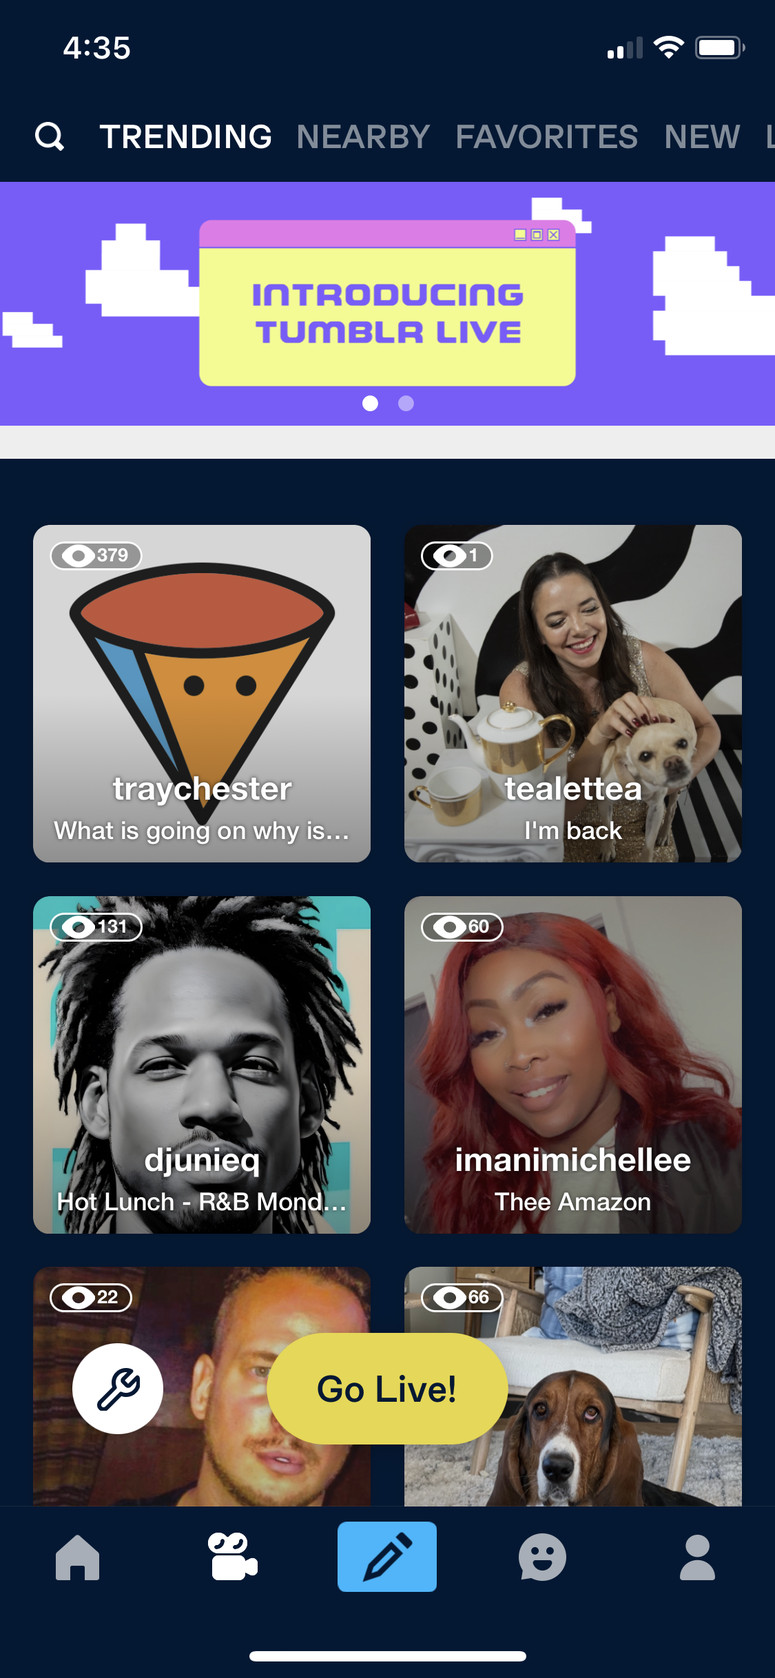 4:35
TRENDING NEARBY FAVORITES NEW
INTRODUCING
TUMBLR LIVE
379
1
traychester
What is going on why is...
tealettea
I'm back
131
60
djunieq
Hot Lunch - R&B Mond...
imanimichellee
Thee Amazon
22
66
Go Live!